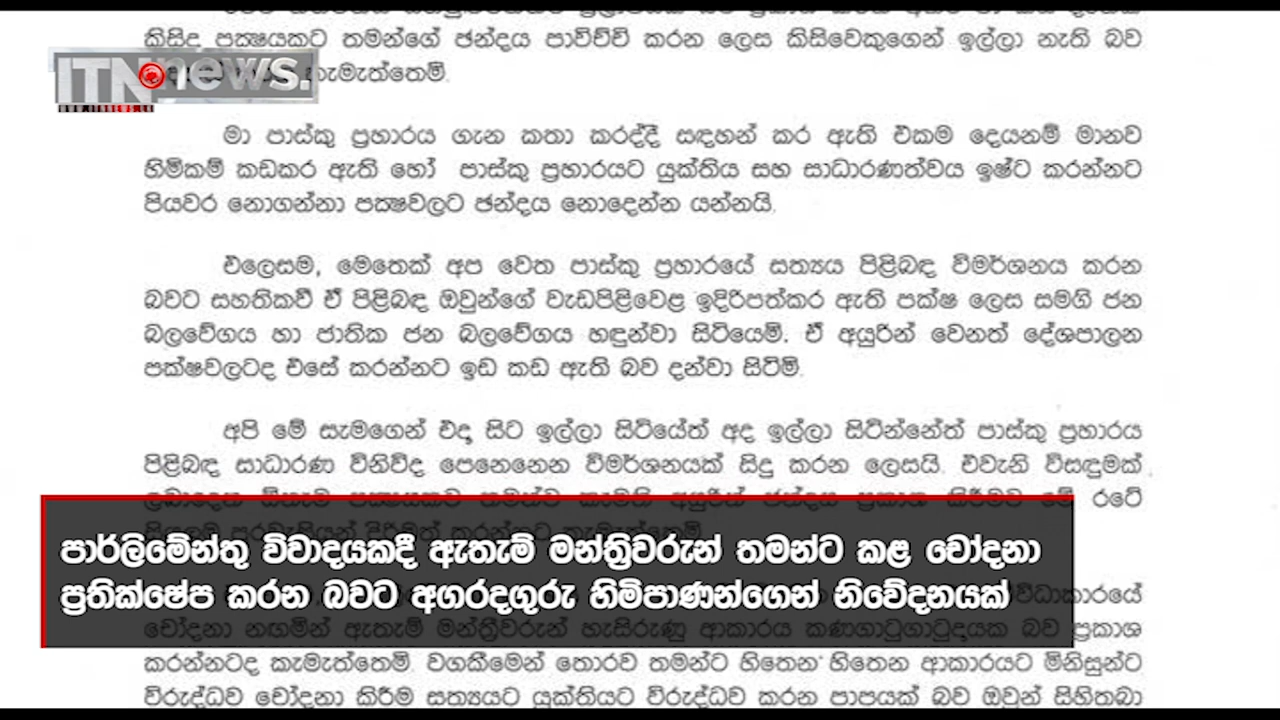 කිසිදු පක්ෂයකට තමන්ගේ ඡන්දය පාවිච්චි කරන ලෙස කිසිවෙකුගෙන් ඉල්ලා නැති බව
ITN news.
කැමැත්තෙමි.
WWW.ITNNEWS.LK
මා පාස්කු ප්‍රහාරය ගැන කතා කරද්දී සඳහන් කර ඇති එකම දෙයනම් මානව
හිමිකම් කඩකර ඇති හෝ පාස්කු ප්‍රහාරයට යුක්තිය සහ සාධාරණත්වය ඉෂ්ට කරන්නට
පියවර නොගන්නා පක්ෂවලට ඡන්දය නොදෙන්න යන්නයි.
එලෙසම, මෙතෙක් අප වෙත පාස්කු ප්‍රහාරයේ සත්‍යය පිළිබඳ විමර්ශනය කරන
බවට සහතිකවී ඒ පිළිබඳ ඔවුන්ගේ වැඩපිළිවෙළ ඉදිරිපත්කර ඇති පක්ෂ ලෙස සමගි ජන
බලවේගය හා ජාතික ජන බලවේගය හඳුන්වා සිටියෙමි. ඒ අයුරින් වෙනත් දේශපාලන
පක්ෂවලටද එසේ කරන්නට ඉඩ කඩ ඇති බව දන්වා සිටිමි.
අපි මේ සැමගෙන් එදා සිට ඉල්ලා සිටියේත් අද ඉල්ලා සිටින්නේත් පාස්කු ප්‍රහාරය
පිළිබඳ සාධාරණ විනිවිද පෙනෙනෙන විමර්ශනයක් සිදු කරන ලෙසයි. එවැනි විසඳුමක්
රටේ
පාර්ලිමේන්තු විවාදයකදී ඇතැම් මන්ත්‍රිවරුන් තමන්ට කළ චෝදනා
ප්‍රතික්ෂේප කරන බවට අගරදගුරු හිමිපාණන්ගෙන් නිවේදනයක්
චෝදනා නඟමින් ඇතැම් මන්ත්‍රීවරුන් හැසිරුණු ආකාරය කණගාටුගාටුදායක බව ප්‍රකාශ
කරන්නටද කැමැත්තෙමි. වගකීමෙන් තොරව තමන්ට හිතෙන හිතෙන ආකාරයට මිනිසුන්ට
විරුද්ධව චෝදනා කිරීම සත්‍යයට යුක්තියට විරුද්ධව කරන පාපයක් බව ඔවුන් සිහිතබා